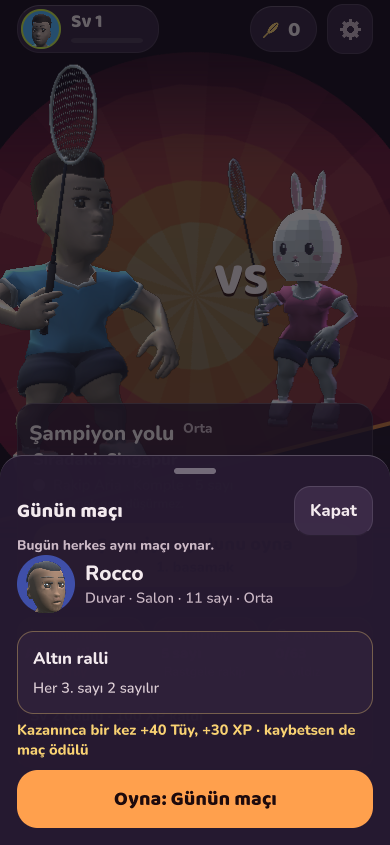 Sv 1
0
VS
Şampiyon yolu Orta
Günün maçı
Kapat
Bugün herkes aynı maçı oynar.
Rocco
Duvar · Salon · 11 sayı · Orta
Altın ralli
Her 3. sayı 2 sayılır
Kazanınca bir kez +40 Tüy, +30 XP · kaybetsen de
maç ödülü
Oyna: Günün maçı